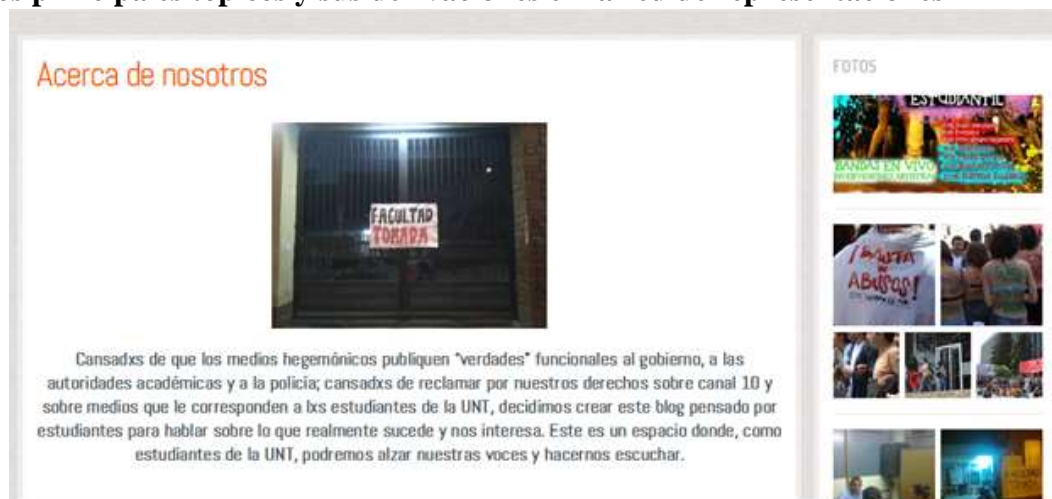 Acerca de nosotros
FACULTAD
TOMADA
Cansadxs de que los medios hegemónicos publiquen "verdades" funcionales al gobierno, a las
autoridades académicas y a la policía; cansadxs de reclamar por nuestros derechos sobre canal 10 y
sobre medios que le corresponden a lxs estudiantes de la UNT, decidimos crear este blog pensado por
estudiantes para hablar sobre lo que realmente sucede y nos interesa. Este es un espacio donde, como
estudiantes de la UNT, podremos alzar nuestras voces y hacernos escuchar.
FOTOS
ESTUDIANTIL
BANDAS EN VIVO
¡BASTA
DE
ABUSOS!